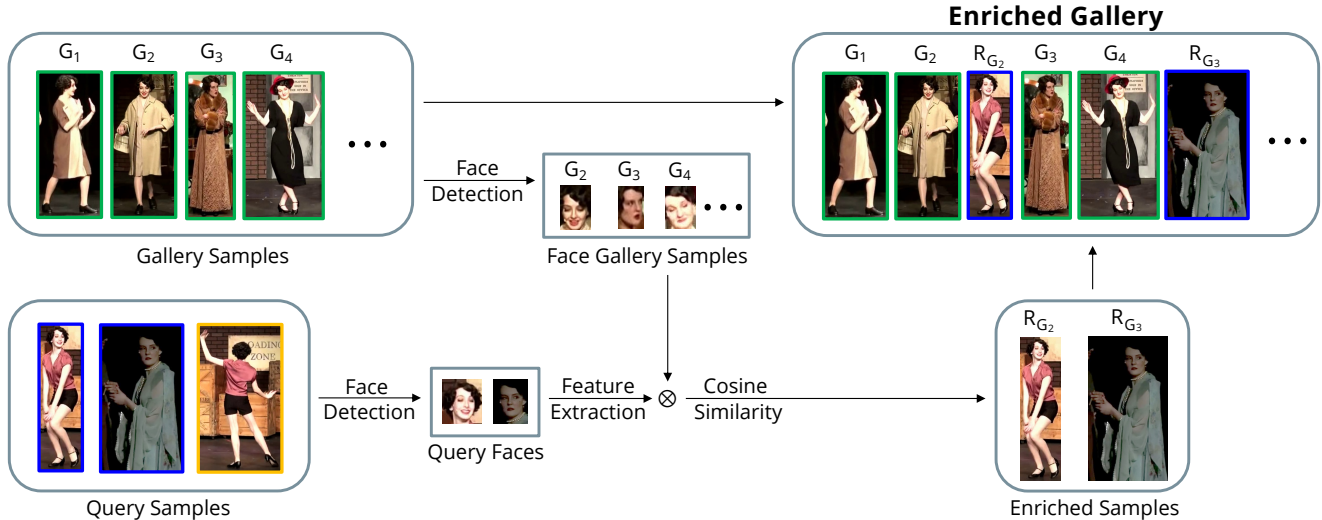 Enriched Gallery
G1 G2 G3 G4
...
Gallery Samples
Face
Detection
G2 G3 G4
...
Face Gallery Samples
G1 G2 RG2 G3 G4 RG3
...
OADING
ZONE
Query Samples
Face
Detection
Query Faces
Feature
Extraction
⊗
Cosine
Similarity
RG2 RG3
Enriched Samples